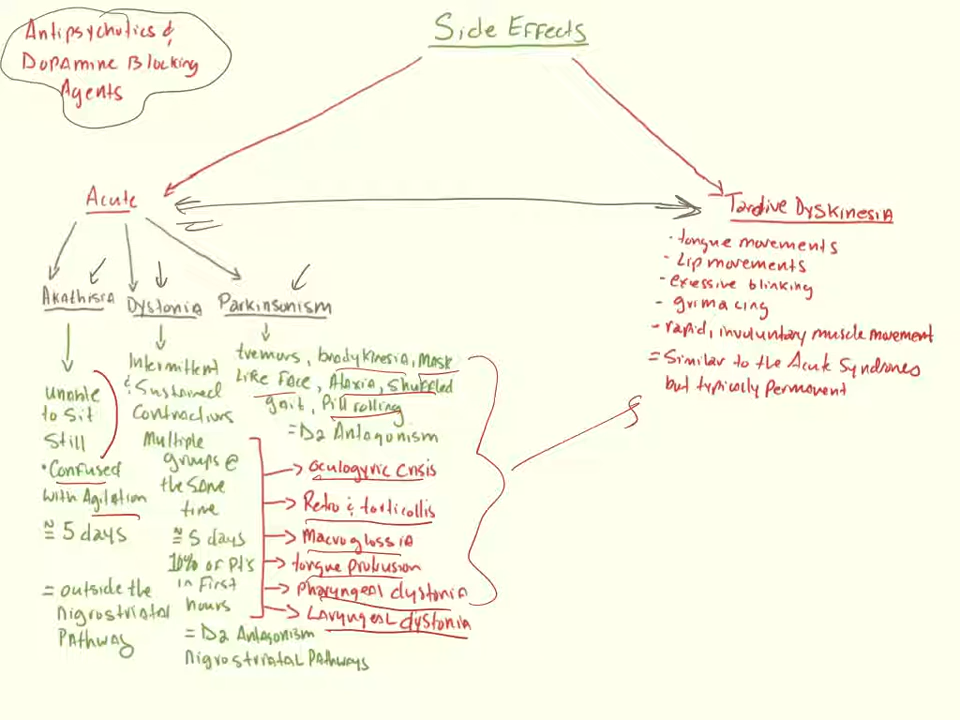 Antipsychotics &
Dopamine Blocking
Agents
Side Effects
Acute
Akathisia
Unable
to Sit
Still
• Confused
with Agitation
≅ 5 days
= outside the
Nigrostriatal
Pathway
Dystonia
Intermittent
& Sustained
Contractions
Multiple
groups @
the same
time
≅ 5 days
10% of Pt's
in First
hours
= D2 Antagonism
Nigrostriatal Pathways
Parkinsonism
tremors, bradykinesia, Mask
Like Face, Ataxia, Shuffled
gait, Pill rolling
= D2 Antagonism
→ Oculogyric Crisis
→ Retro & torticollis
→ Macroglossia
→ tongue protrusion
→ pharyngeal dystonia
→ Laryngeal dystonia
Tardive Dyskinesia
- tongue movements
- Lip movements
- exessive blinking
- grimacing
- rapid, involuntary muscle movement
= Similar to the Acute Syndromes
but typically Permanent